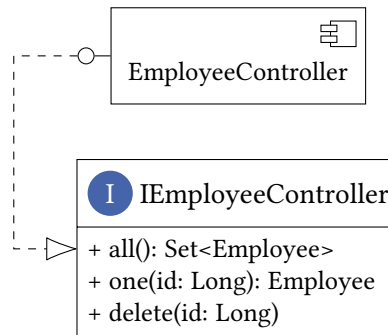 EmployeeController
I IEmployeeController
+ all(): Set<Employee>
+ one(id: Long): Employee
+ delete(id: Long)